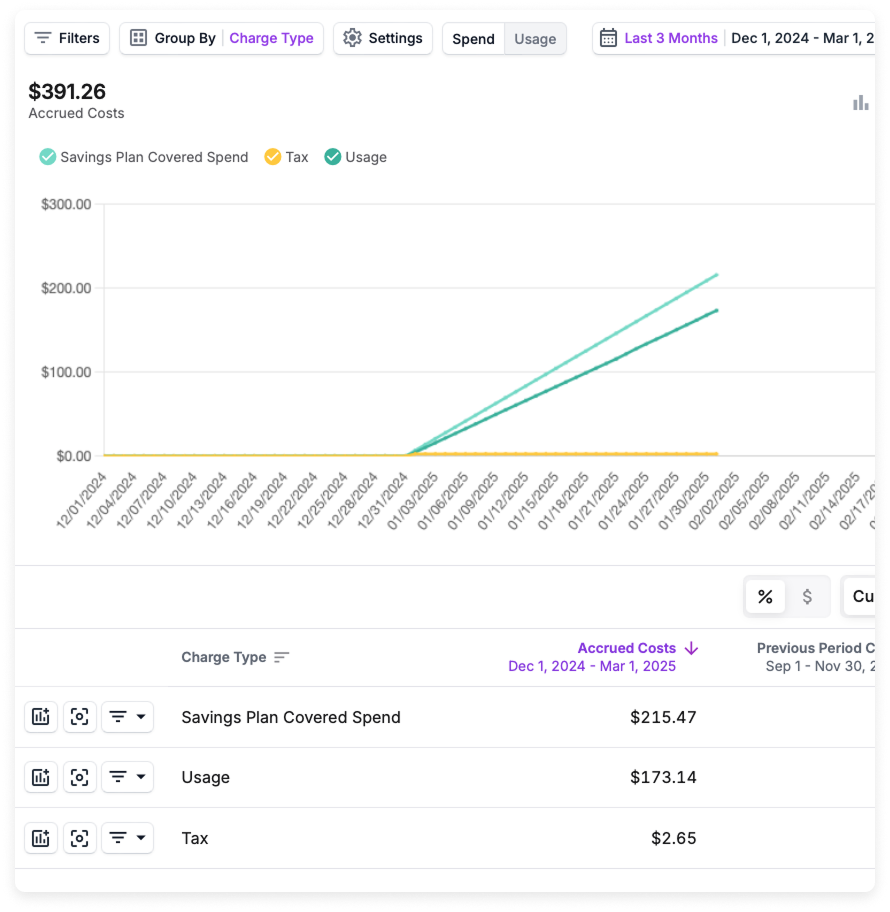 Filters
Group By Charge Type
Settings
Spend Usage
Last 3 Months Dec 1, 2024 - Mar 1, 2
$391.26
Accrued Costs
Savings Plan Covered Spend Tax Usage
$300.00
$200.00
$100.00
$0.00
12/01/2024 12/04/2024 12/07/2024 12/10/2024 12/13/2024 12/16/2024 12/19/2024 12/22/2024 12/25/2024 12/28/2024 12/31/2024 01/03/2025 01/06/2025 01/09/2025 01/12/2025 01/15/2025 01/18/2025 01/21/2025 01/24/2025 01/27/2025 01/30/2025 02/02/2025 02/05/2025 02/08/2025 02/11/2025 02/14/2025 02/17/20
% $ Cu
Charge Type Accrued Costs Previous Period C
Dec 1, 2024 - Mar 1, 2025 Sep 1 - Nov 30, 2
Savings Plan Covered Spend $215.47
Usage $173.14
Tax $2.65